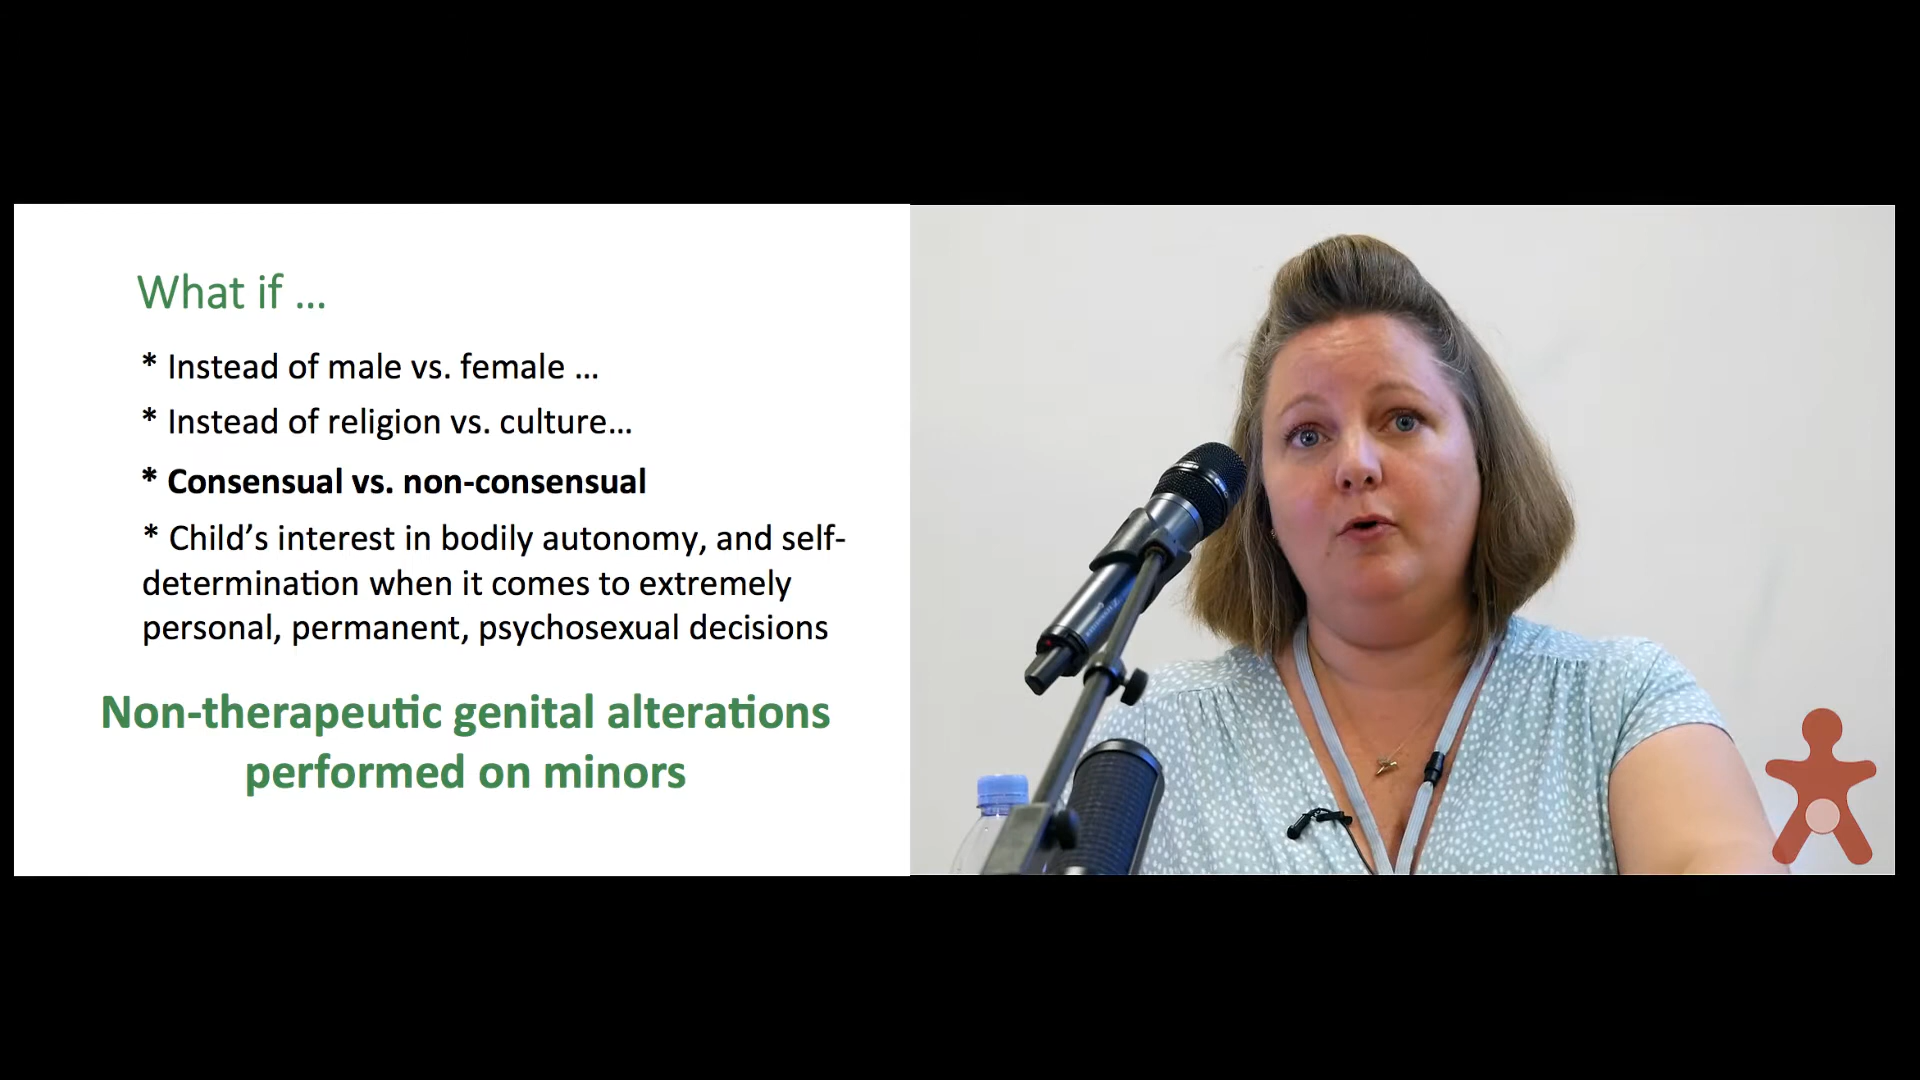 What if ...
* Instead of male vs. female ...
* Instead of religion vs. culture...
* Consensual vs. non-consensual
* Child’s interest in bodily autonomy, and self-
determination when it comes to extremely
personal, permanent, psychosexual decisions
Non-therapeutic genital alterations
performed on minors